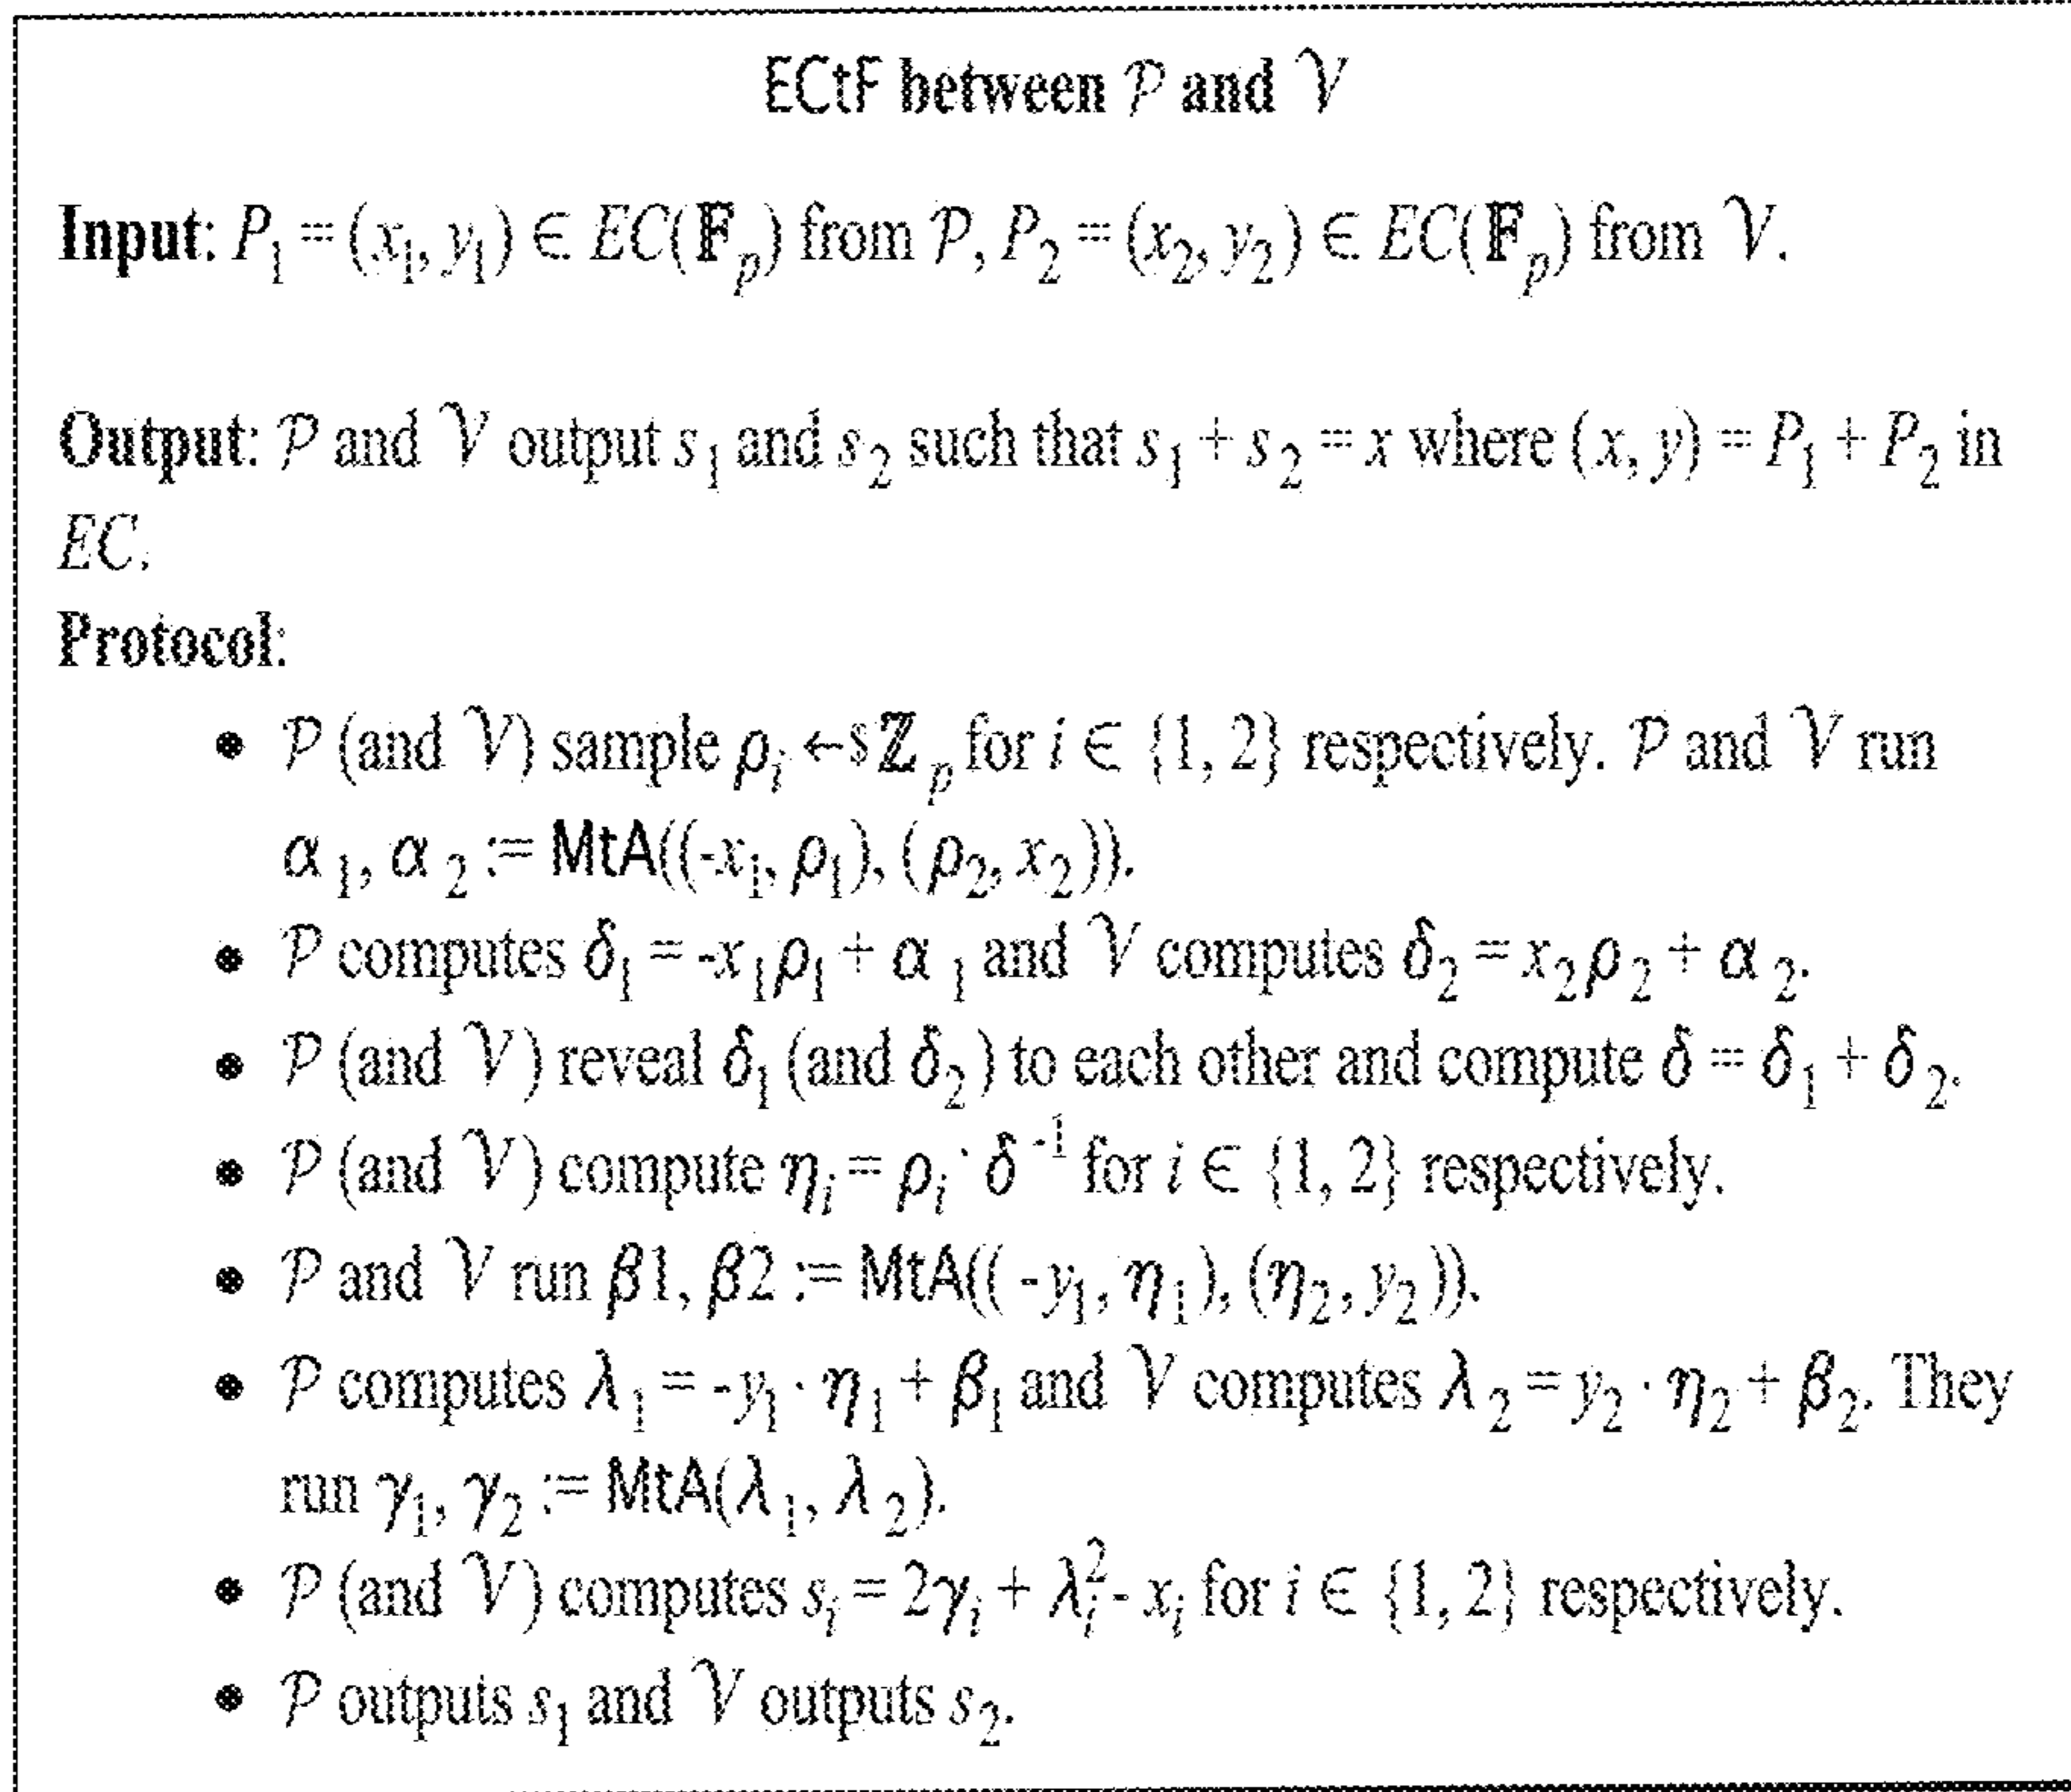 ECtF between 𝒫 and 𝒱
Input: P₁ = (x₁, y₁) ∈ EC(𝔽ₚ) from 𝒫, P₂ = (x₂, y₂) ∈ EC(𝔽ₚ) from 𝒱.
Output: 𝒫 and 𝒱 output s₁ and s₂ such that s₁ + s₂ = x where (x, y) = P₁ + P₂ in
EC.
Protocol:
• 𝒫 (and 𝒱) sample ρᵢ ←$ ℤₚ for i ∈ {1, 2} respectively. 𝒫 and 𝒱 run
α₁, α₂ := MtA((-x₁, ρ₁), (ρ₂, x₂)).
• 𝒫 computes δ₁ = -x₁ρ₁ + α₁ and 𝒱 computes δ₂ = x₂ρ₂ + α₂.
• 𝒫 (and 𝒱) reveal δ₁ (and δ₂) to each other and compute δ = δ₁ + δ₂.
• 𝒫 (and 𝒱) compute ηᵢ = ρᵢ · δ⁻¹ for i ∈ {1, 2} respectively.
• 𝒫 and 𝒱 run β1, β2 := MtA((-y₁, η₁), (η₂, y₂)).
• 𝒫 computes λ₁ = -y₁ · η₁ + β₁ and 𝒱 computes λ₂ = y₂ · η₂ + β₂. They
run γ₁, γ₂ := MtA(λ₁, λ₂).
• 𝒫 (and 𝒱) computes sᵢ = 2γᵢ + λᵢ² - xᵢ for i ∈ {1, 2} respectively.
• 𝒫 outputs s₁ and 𝒱 outputs s₂.